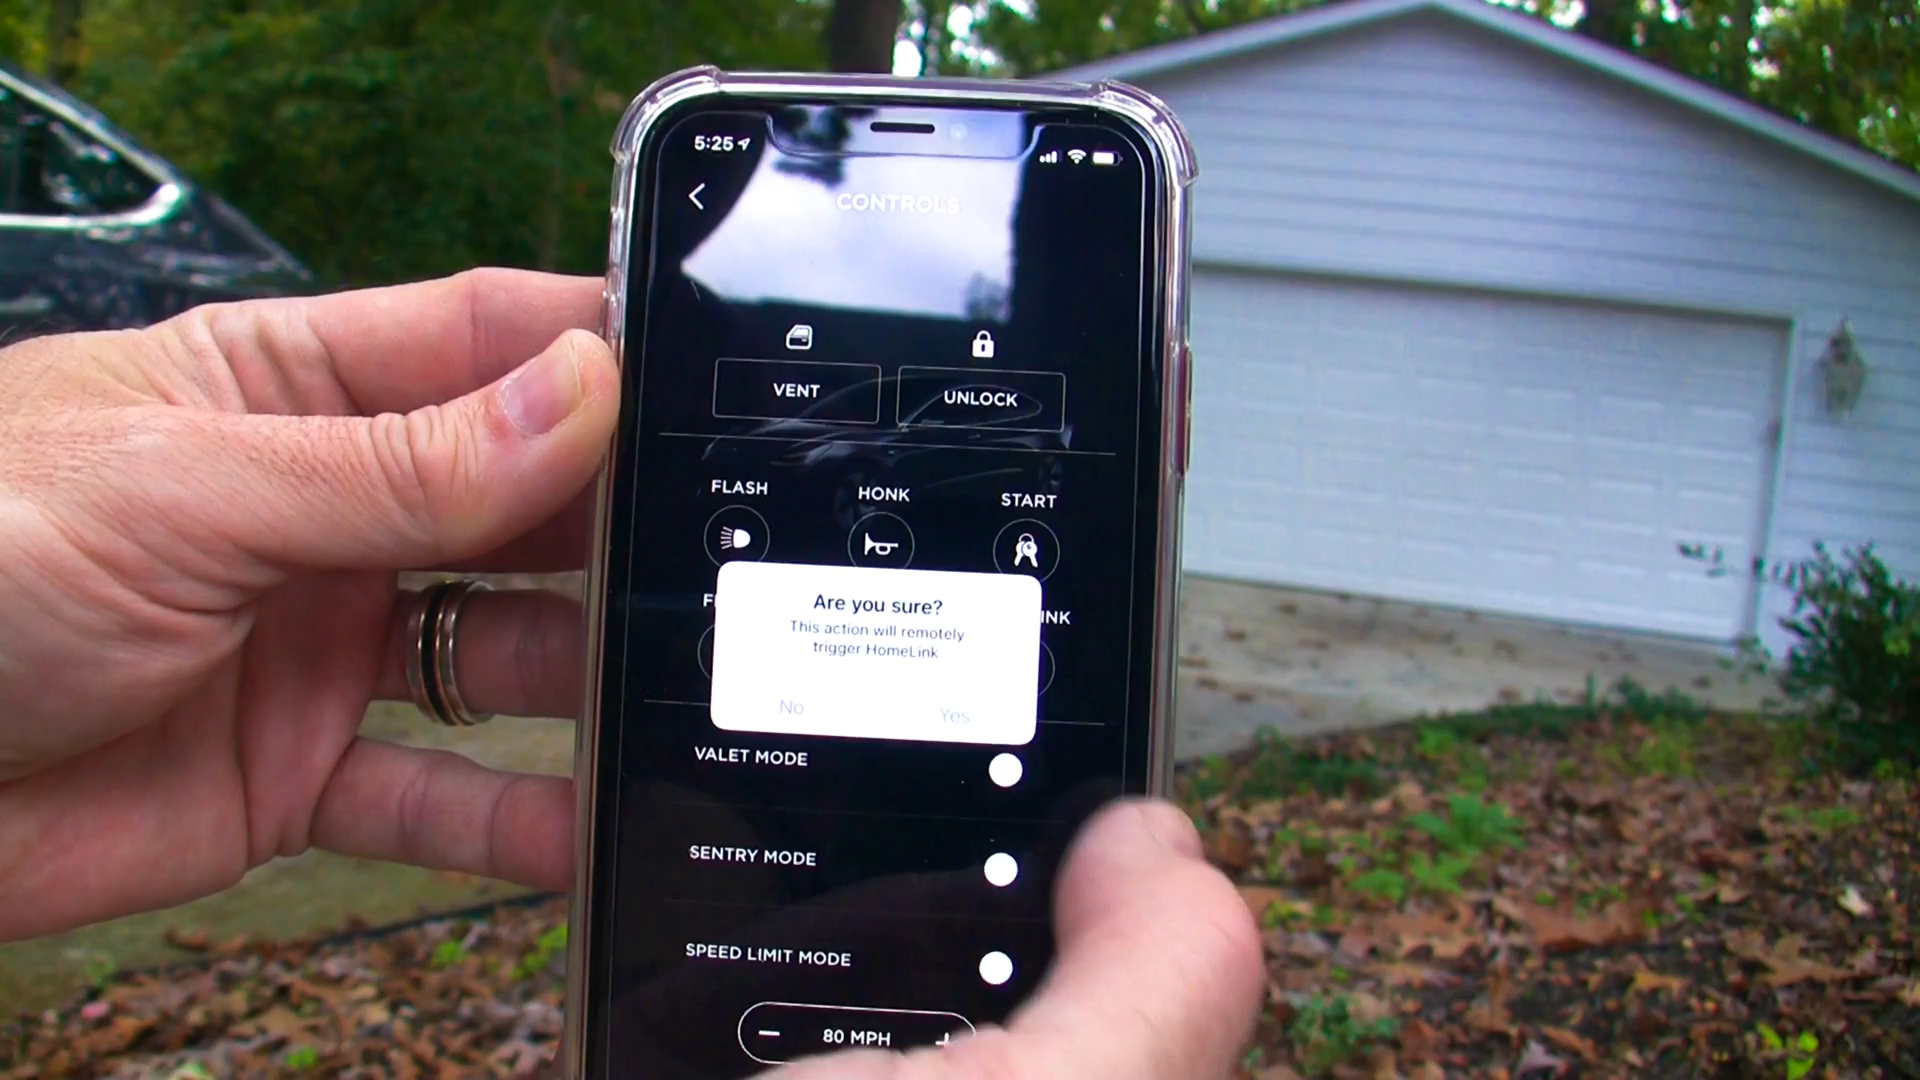 5:25
CONTROLS
VENT
UNLOCK
FLASH
HONK
START
Are you sure?
This action will remotely
trigger HomeLink
No
Yes
VALET MODE
SENTRY MODE
SPEED LIMIT MODE
80 MPH